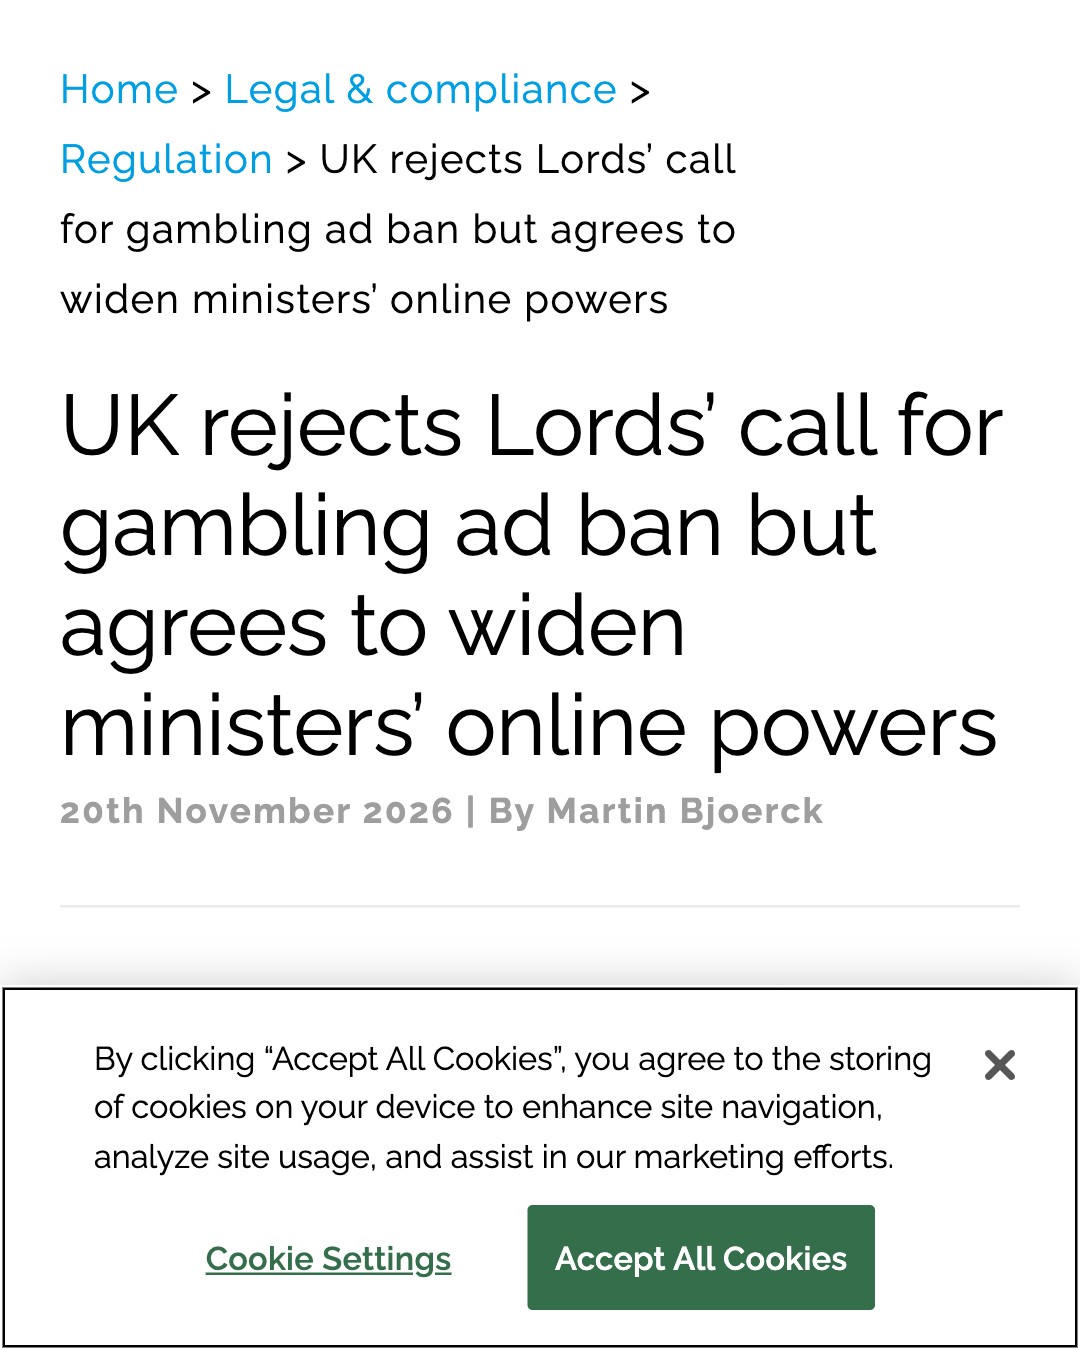 Home > Legal & compliance >
Regulation > UK rejects Lords’ call
for gambling ad ban but agrees to
widen ministers’ online powers
UK rejects Lords’ call for
gambling ad ban but
agrees to widen
ministers’ online powers
20th November 2026 | By Martin Bjoerck
By clicking “Accept All Cookies”, you agree to the storing
of cookies on your device to enhance site navigation,
analyze site usage, and assist in our marketing efforts.
Cookie Settings
Accept All Cookies